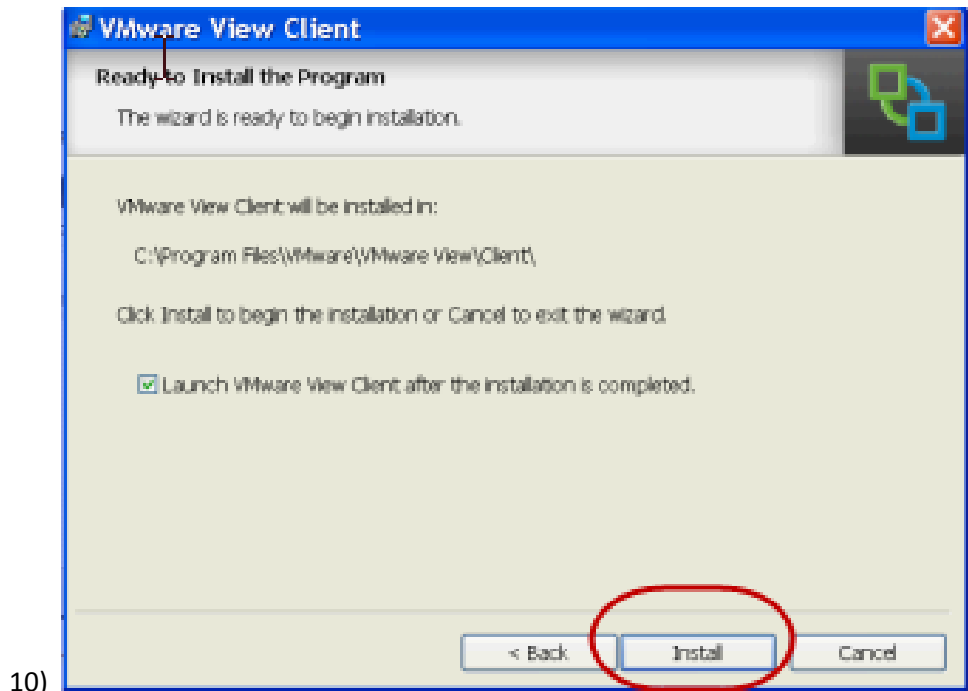 VMware View Client
Ready to Install the Program
The wizard is ready to begin installation.
VMware View Client will be installed in:
C:\Program Files\VMware\VMware View\Client\
Click Install to begin the installation or Cancel to exit the wizard.
Launch VMware View Client after the installation is completed.
< Back Install Cancel
10)